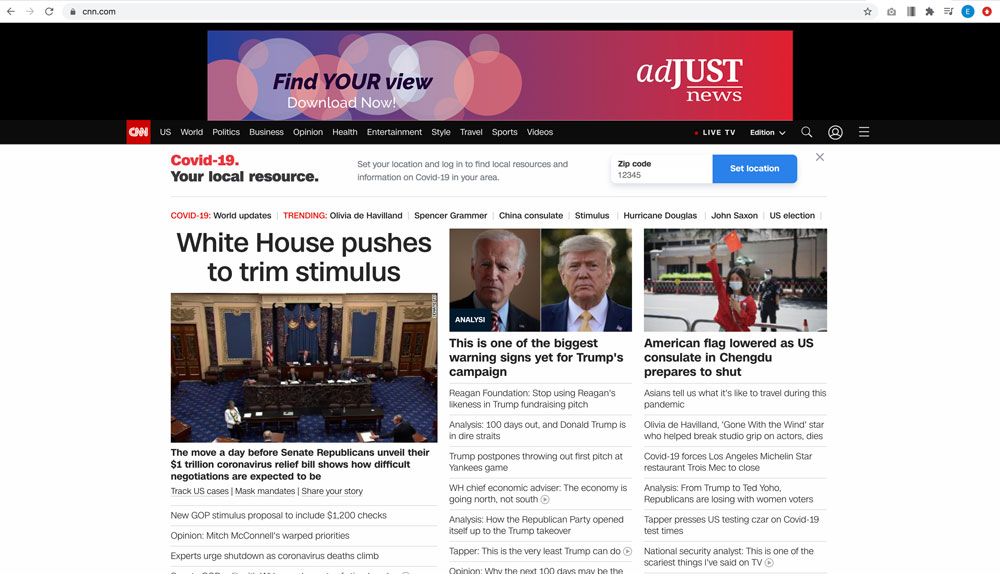 cnn.com
E
Find YOUR view
Download Now!
adJUST
news
CNN
US World Politics Business Opinion Health Entertainment Style Travel Sports Videos
LIVE TV Edition
Covid-19.
Your local resource.
Set your location and log in to find local resources and
information on Covid-19 in your area.
Zip code
12345
Set location
COVID-19: World updates | TRENDING: Olivia de Havilland | Spencer Grammer | China consulate | Stimulus | Hurricane Douglas | John Saxon | US election |
White House pushes
to trim stimulus
The move a day before Senate Republicans unveil their
$1 trillion coronavirus relief bill shows how difficult
negotiations are expected to be
Track US cases | Mask mandates | Share your story
New GOP stimulus proposal to include $1,200 checks
Opinion: Mitch McConnell's warped priorities
Experts urge shutdown as coronavirus deaths climb
ANALYSI
This is one of the biggest
warning signs yet for Trump's
campaign
Reagan Foundation: Stop using Reagan's
likeness in Trump fundraising pitch
Analysis: 100 days out, and Donald Trump is
in dire straits
Trump postpones throwing out first pitch at
Yankees game
WH chief economic adviser: The economy is
going north, not south
Analysis: How the Republican Party opened
itself up to the Trump takeover
Tapper: This is the very least Trump can do
Opinion: Why the next 100 days may be the
American flag lowered as US
consulate in Chengdu
prepares to shut
Asians tell us what it's like to travel during this
pandemic
Olivia de Havilland, 'Gone With the Wind' star
who helped break studio grip on actors, dies
Covid-19 forces Los Angeles Michelin Star
restaurant Trois Mec to close
Analysis: From Trump to Ted Yoho,
Republicans are losing with women voters
Tapper presses US testing czar on Covid-19
test times
National security analyst: This is one of the
scariest things I've said on TV